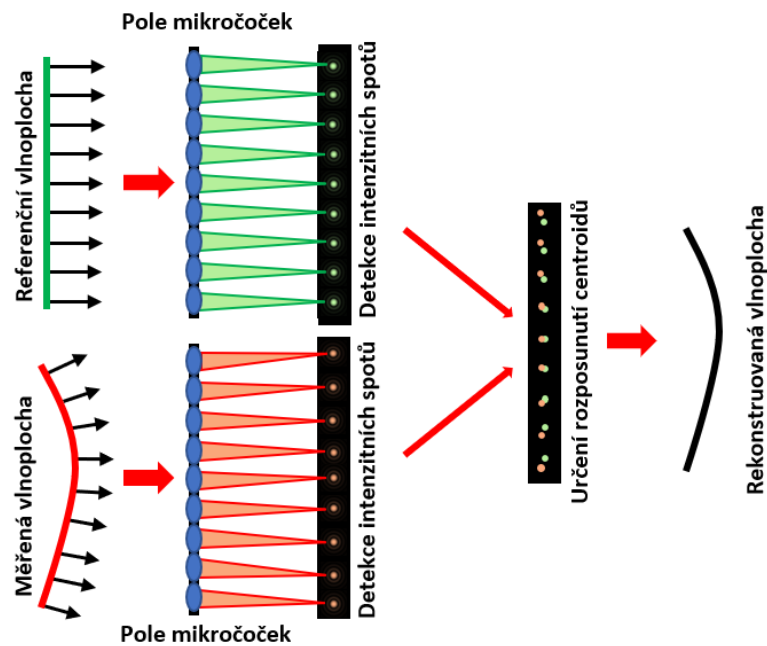 Pole mikročoček
Referenční vlnoplocha
Detekce intenzitních spotů
Měřená vlnoplocha
Detekce intenzitních spotů
Pole mikročoček
Určení rozposunutí centroidů
Rekonstruovaná vlnoplocha